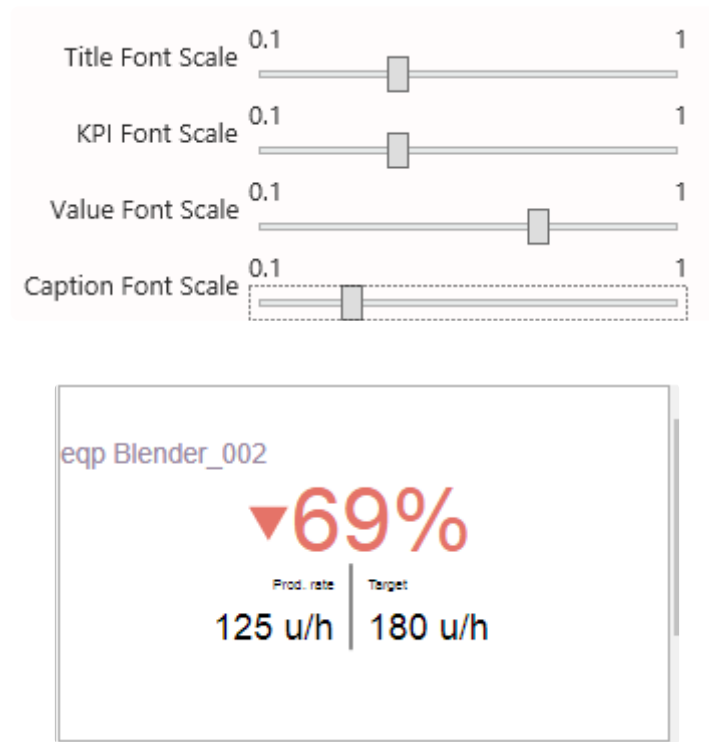 0.1 1
Title Font Scale
0.1 1
KPI Font Scale
0.1 1
Value Font Scale
0.1 1
Caption Font Scale
eqp Blender_002
▼69%
Prod. rate Target
125 u/h 180 u/h